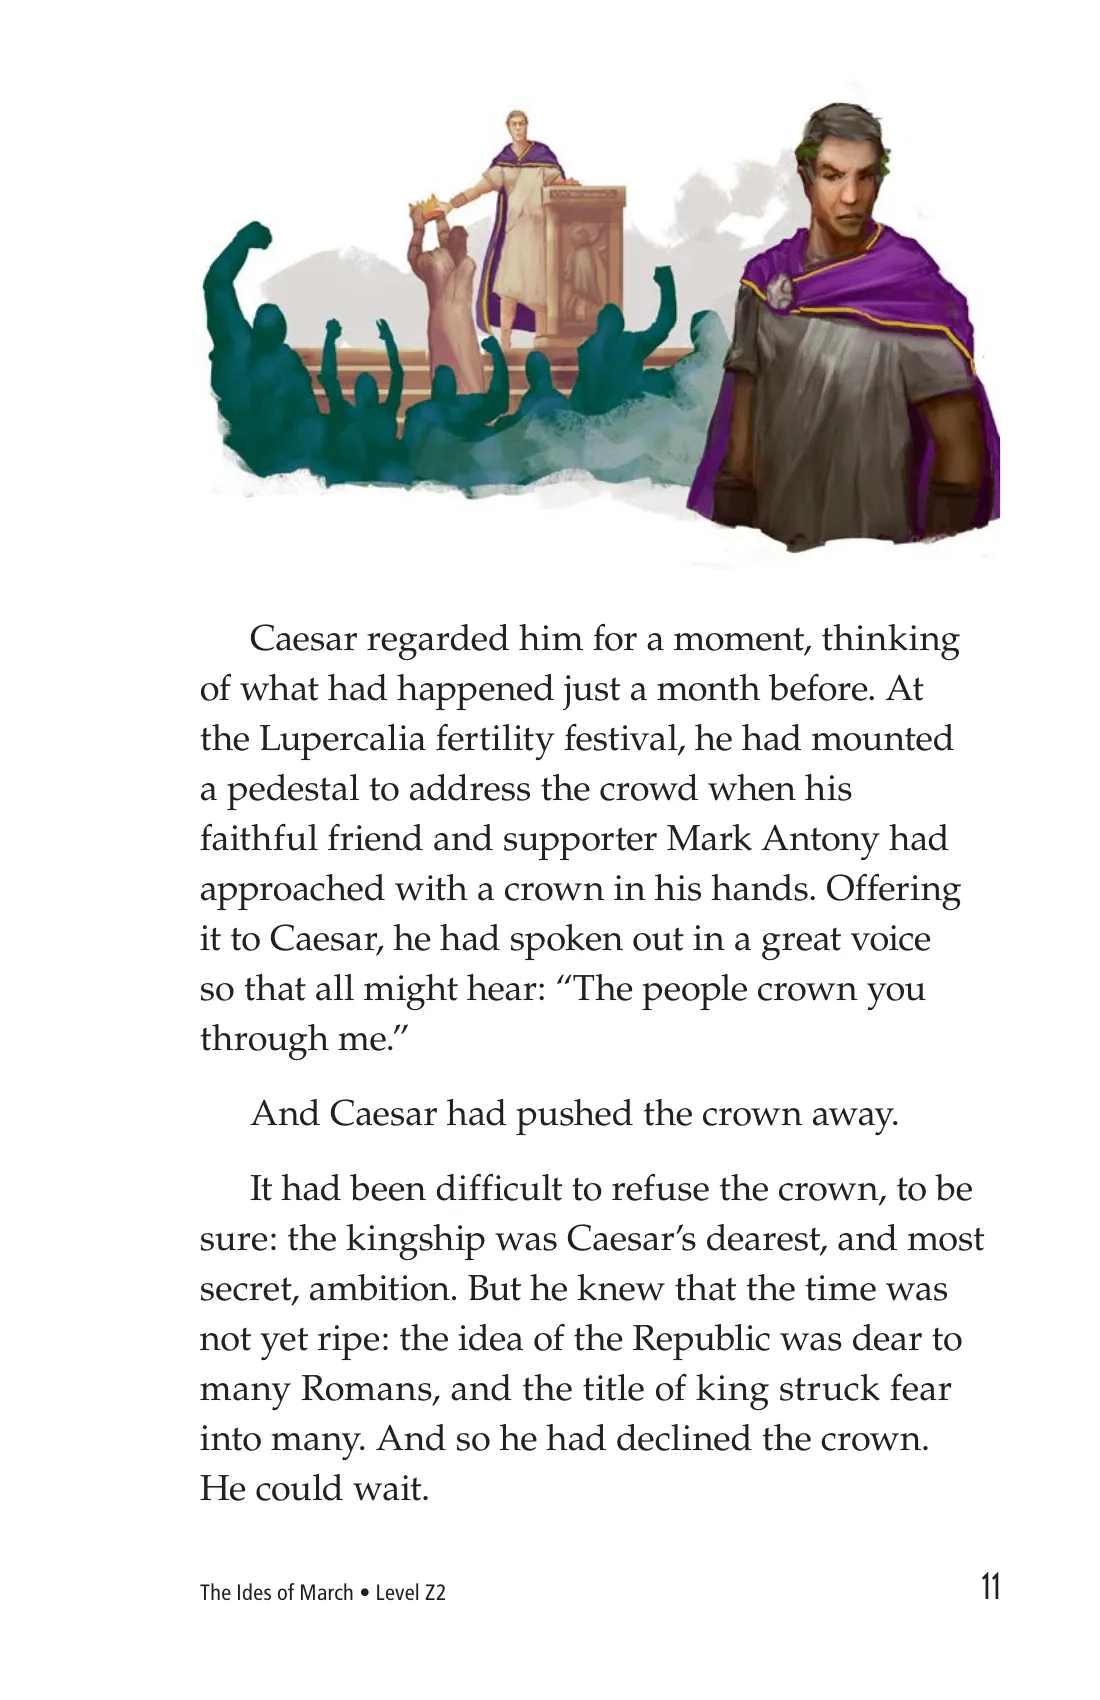 Caesar regarded him for a moment, thinking
of what had happened just a month before. At
the Lupercalia fertility festival, he had mounted
a pedestal to address the crowd when his
faithful friend and supporter Mark Antony had
approached with a crown in his hands. Offering
it to Caesar, he had spoken out in a great voice
so that all might hear: “The people crown you
through me.”
And Caesar had pushed the crown away.
It had been difficult to refuse the crown, to be
sure: the kingship was Caesar’s dearest, and most
secret, ambition. But he knew that the time was
not yet ripe: the idea of the Republic was dear to
many Romans, and the title of king struck fear
into many. And so he had declined the crown.
He could wait.
The Ides of March • Level Z2
11